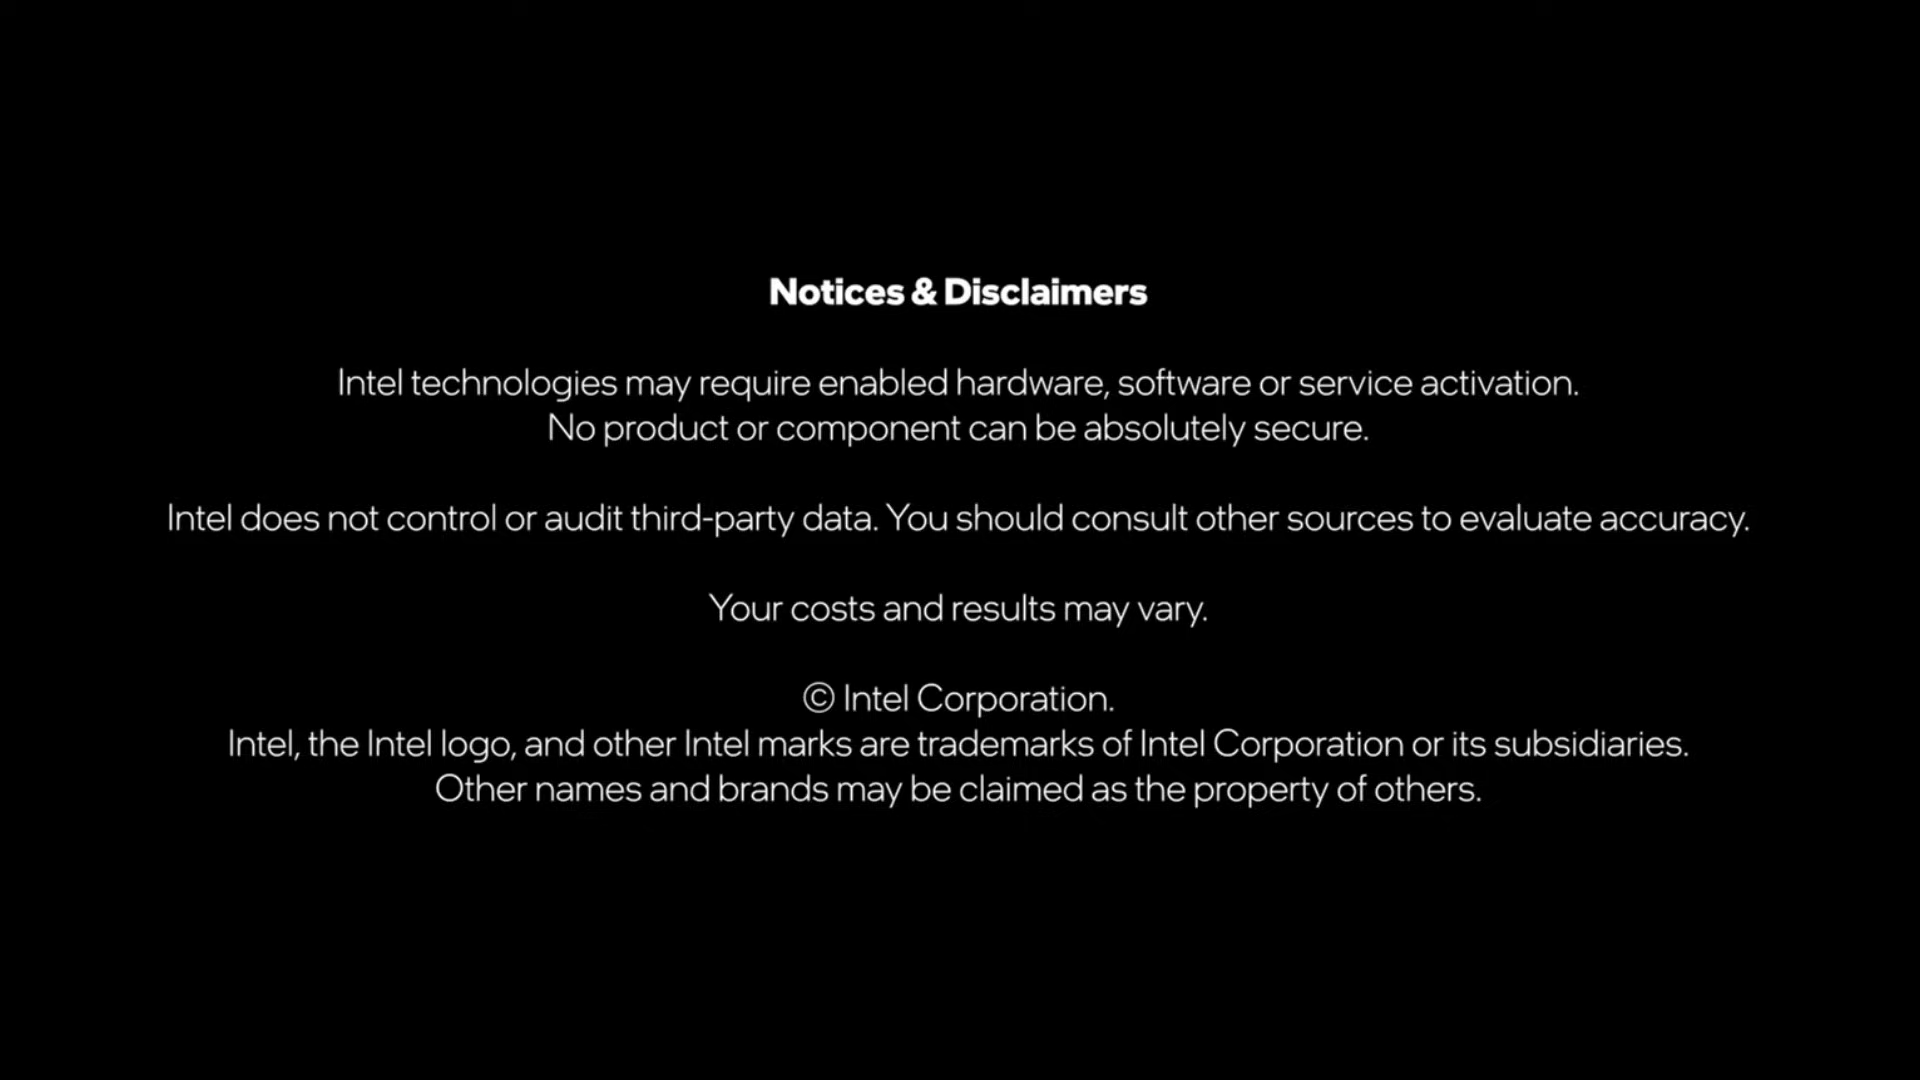 Notices & Disclaimers
Intel technologies may require enabled hardware, software or service activation.
No product or component can be absolutely secure.
Intel does not control or audit third-party data. You should consult other sources to evaluate accuracy.
Your costs and results may vary.
© Intel Corporation.
Intel, the Intel logo, and other Intel marks are trademarks of Intel Corporation or its subsidiaries.
Other names and brands may be claimed as the property of others.